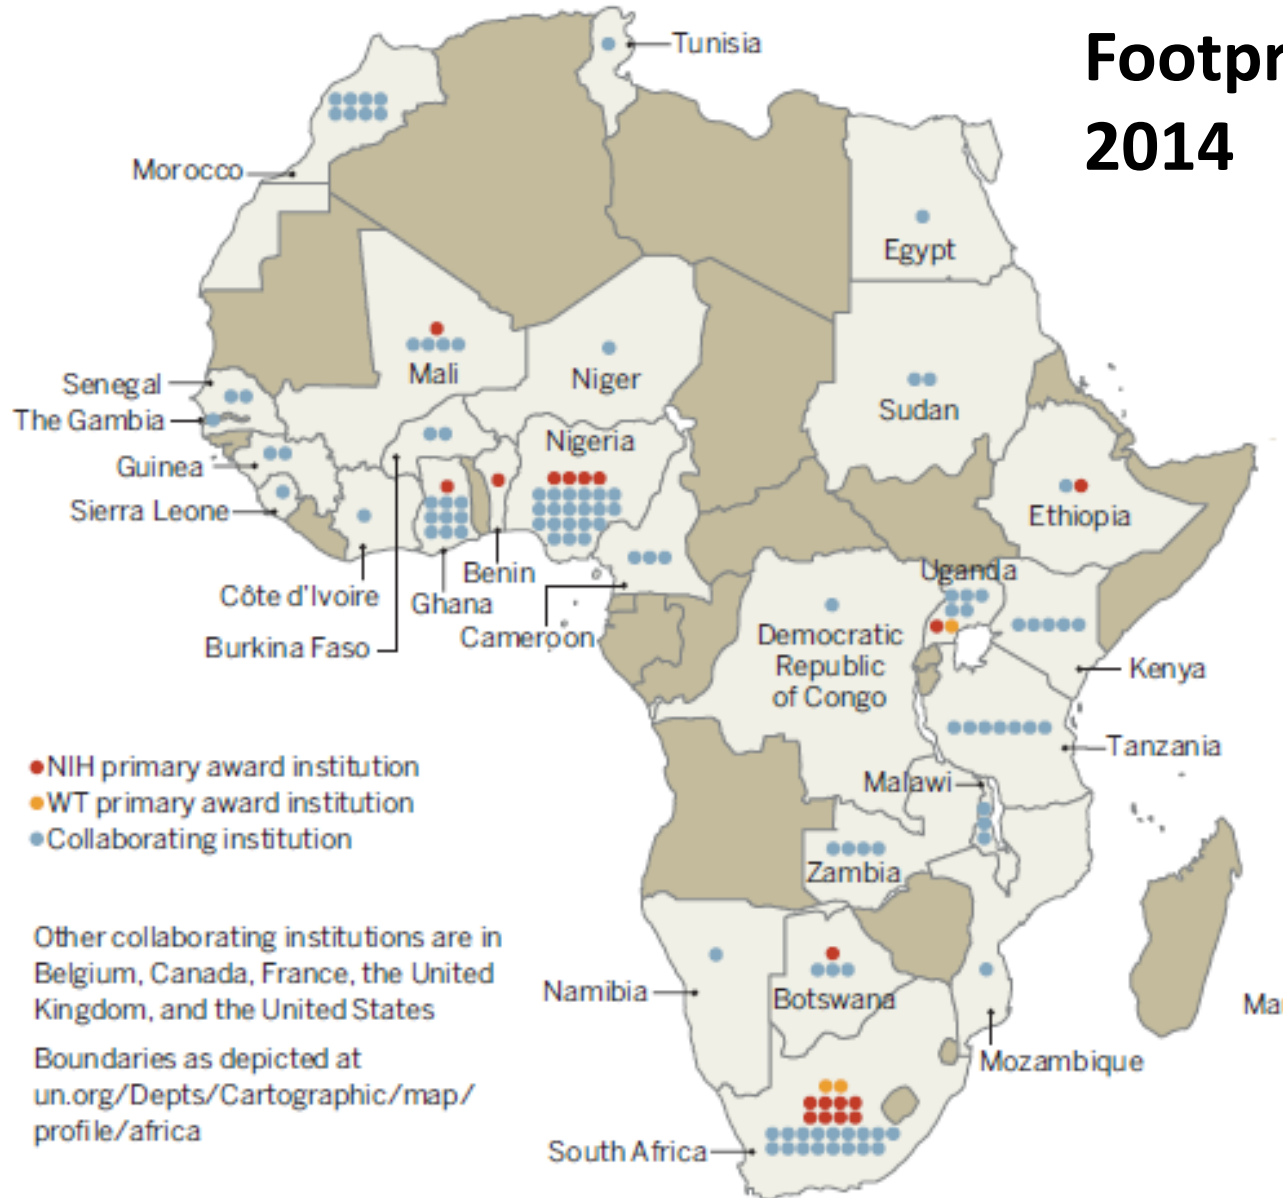 Footpr
2014
Tunisia
Morocco
Egypt
Mali
Niger
Senegal
Sudan
The Gambia
Nigeria
Guinea
Sierra Leone
Ethiopia
Benin
Uganda
Côte d'Ivoire
Ghana
Cameroon
Burkina Faso
Democratic
Republic
of Congo
Kenya
Tanzania
NIH primary award institution
WT primary award institution
Collaborating institution
Malawi
Zambia
Other collaborating institutions are in
Belgium, Canada, France, the United
Kingdom, and the United States
Namibia
Botswana
Mau
Boundaries as depicted at
un.org/Depts/Cartographic/map/
profile/africa
Mozambique
South Africa